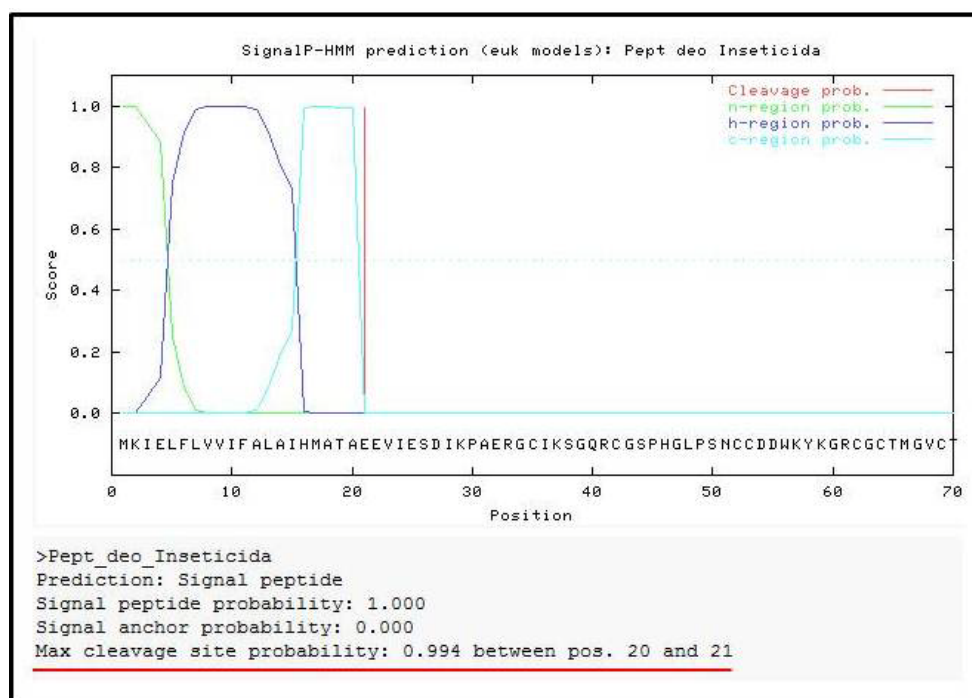 SignalP-HMM prediction (euk models): Pept deo Inseticida
Cleavage prob.
n-region prob.
h-region prob.
c-region prob.
1.0
0.8
0.6
0.4
0.2
0.0
Score
MKIELFLVVIFALAIHMATAEEVIESDIKPAERGCIKSGQRCGSPHGLPSNCCDDWKYKGRCGCTMGVCT
0 10 20 30 40 50 60 70
Position
>Pept_deo_Inseticida
Prediction: Signal peptide
Signal peptide probability: 1.000
Signal anchor probability: 0.000
Max cleavage site probability: 0.994 between pos. 20 and 21